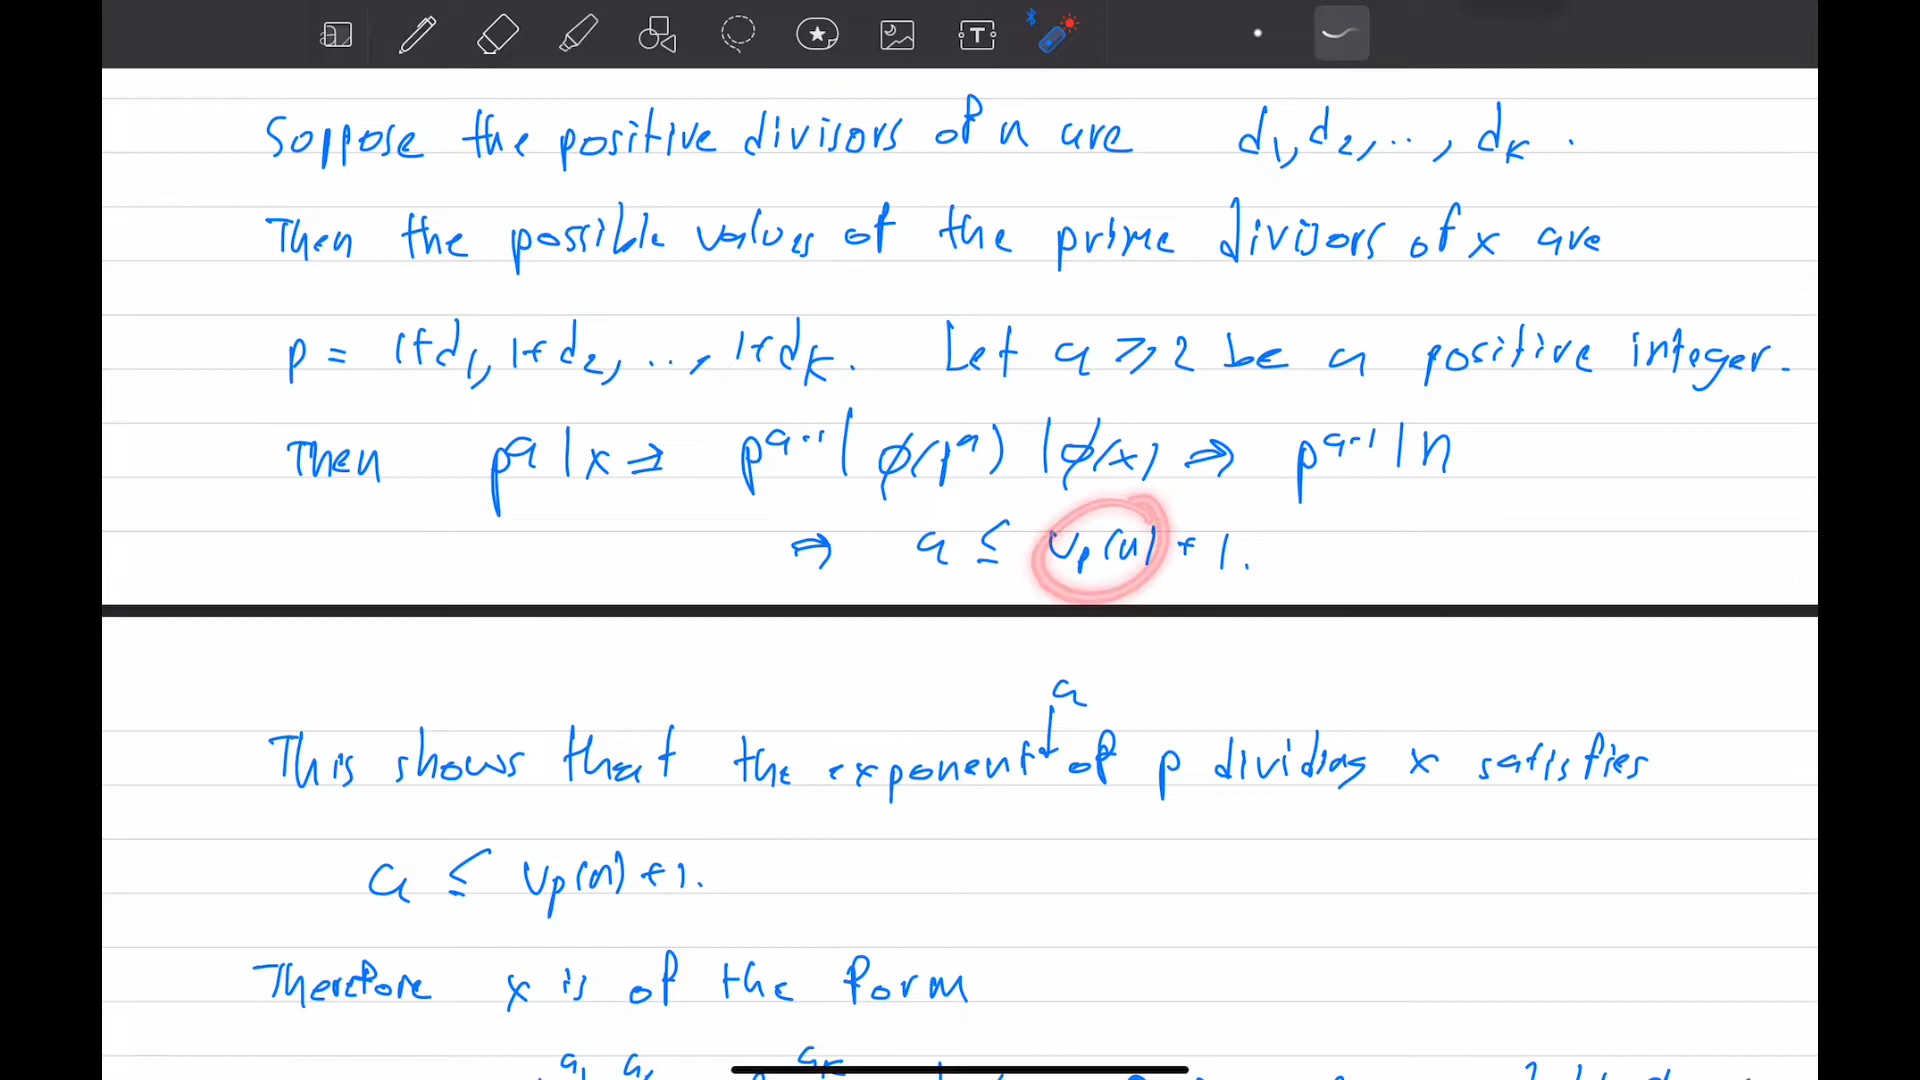 Suppose the positive divisors of n are d1, d2, .., dk.
Then the possible values of the prime divisors of x are
p = 1+d1, 1+d2, ..., 1+dk. Let a ≥ 2 be a positive integer.
Then p^a | x ⇒ p^(a-1) | φ(p^a) | φ(x) ⇒ p^(a-1) | n
⇒ a ≤ vp(n) + 1.
a
This shows that the exponent of p dividing x satisfies
a ≤ vp(n) + 1.
Therefore x is of the form